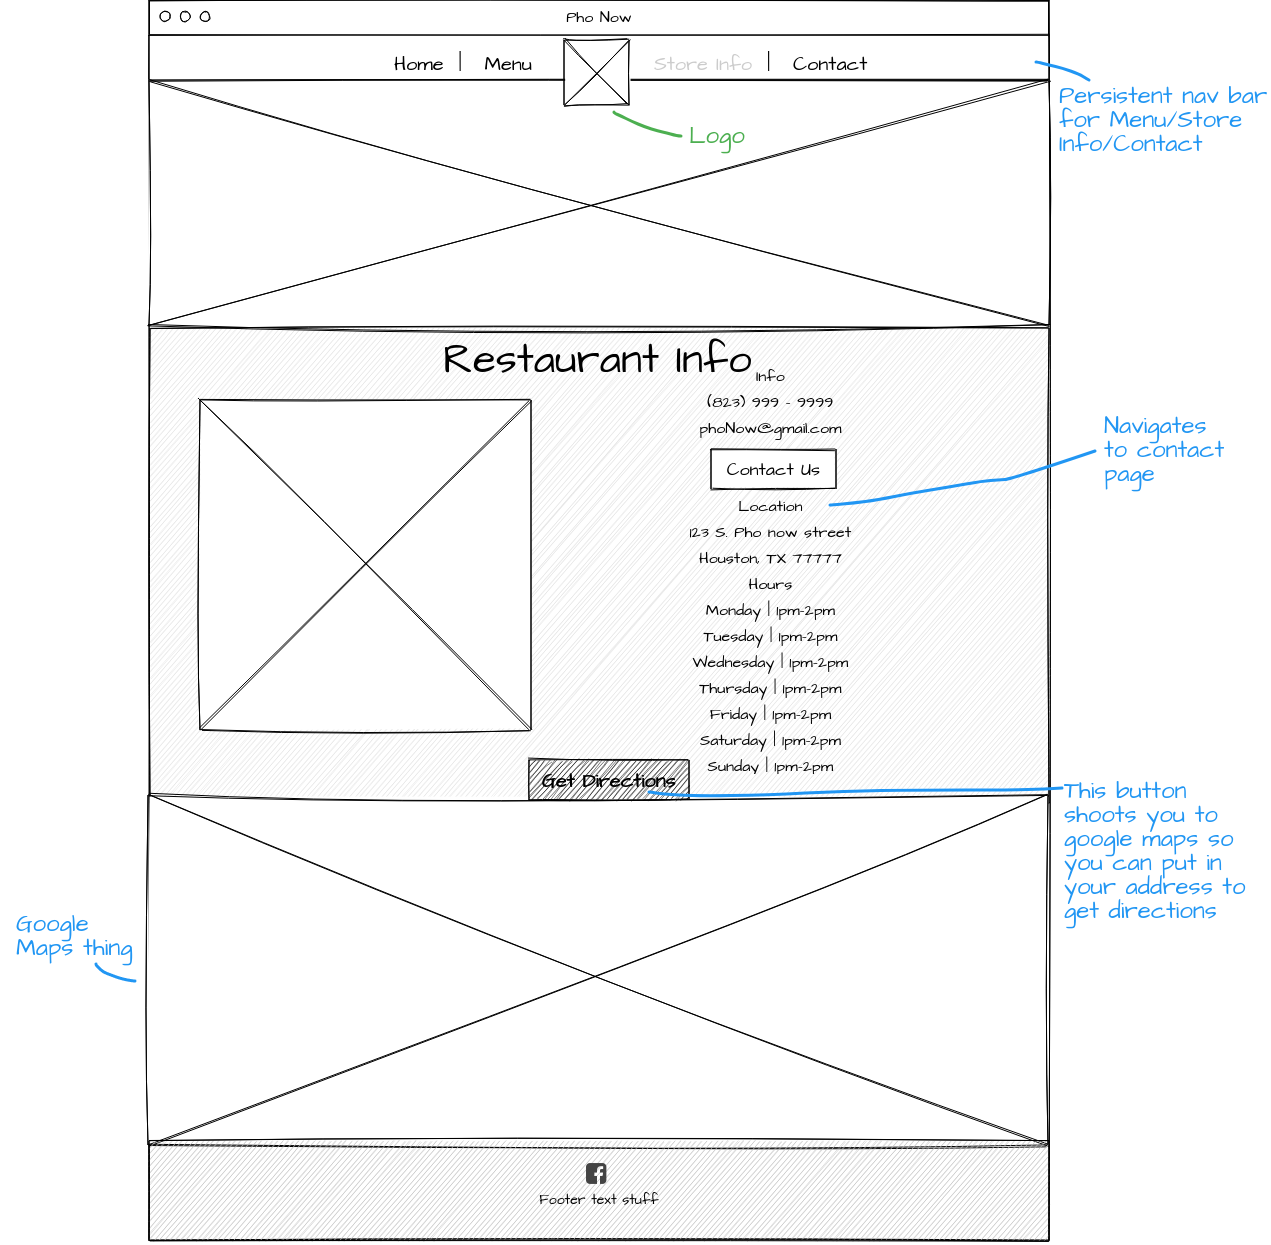 Pho Now
Home | Menu
Store Info | Contact
Persistent nav bar
for Menu/Store
Info/Contact
Logo
Restaurant Info
Info
(823) 999 - 9999
phoNow@gmail.com
Contact Us
Navigates
to contact
page
Location
123 S. Pho now street
Houston, TX 77777
Hours
Monday | 1pm-2pm
Tuesday | 1pm-2pm
Wednesday | 1pm-2pm
Thursday | 1pm-2pm
Friday | 1pm-2pm
Saturday | 1pm-2pm
Sunday | 1pm-2pm
Get Directions
This button
shoots you to
google maps so
you can put in
your address to
get directions
Google
Maps thing
Footer text stuff